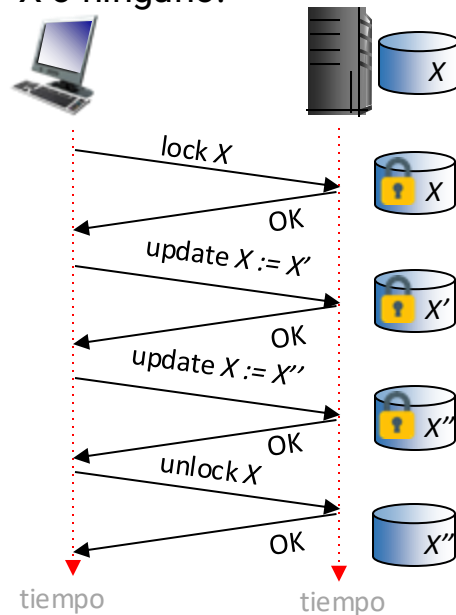 X o ninguno?
X
lock X
X
OK
update X := X'
X'
OK
update X := X''
X''
OK
unlock X
X''
OK
tiempo
tiempo